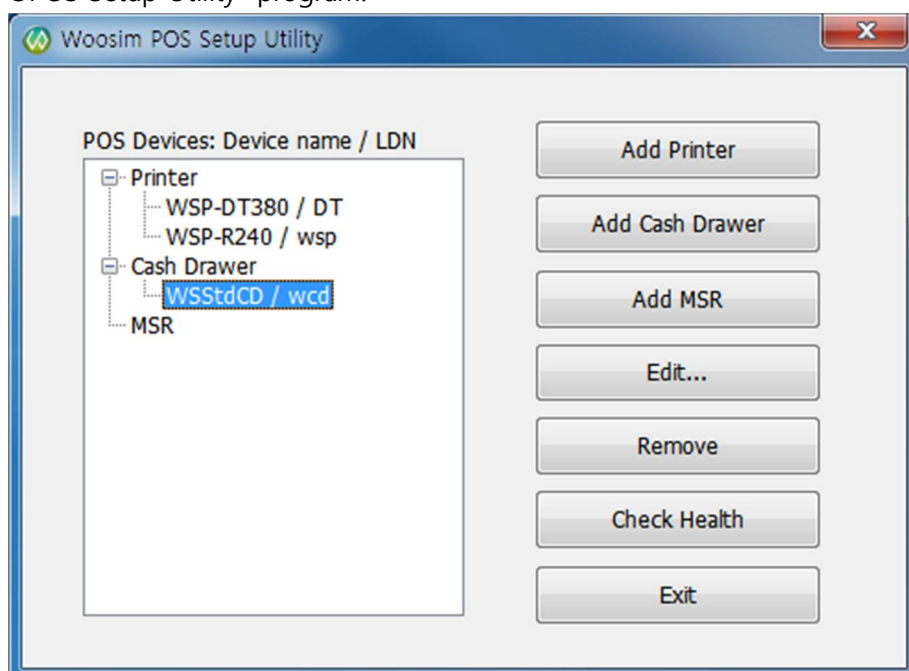 OPOS Setup Utility" program.
Woosim POS Setup Utility
POS Devices: Device name / LDN
Printer
WSP-DT380 / DT
WSP-R240 / wsp
Cash Drawer
WSStdCD / wcd
MSR
Add Printer
Add Cash Drawer
Add MSR
Edit...
Remove
Check Health
Exit